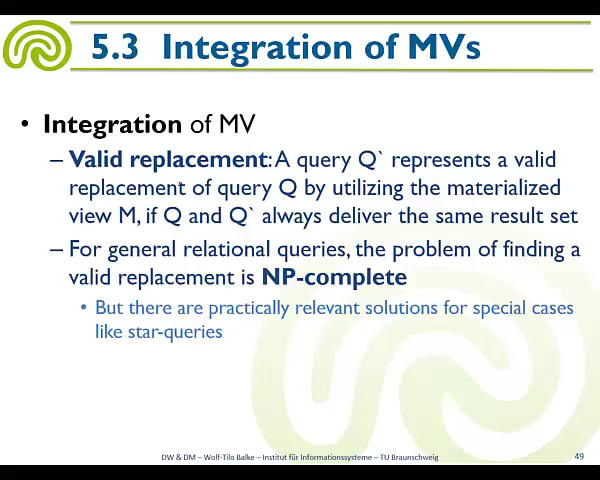 5.3 Integration of MVs
• Integration of MV
– Valid replacement: A query Q` represents a valid
replacement of query Q by utilizing the materialized
view M, if Q and Q` always deliver the same result set
– For general relational queries, the problem of finding a
valid replacement is NP-complete
• But there are practically relevant solutions for special cases
like star-queries
DW & DM – Wolf-Tilo Balke – Institut für Informationssysteme – TU Braunschweig
49